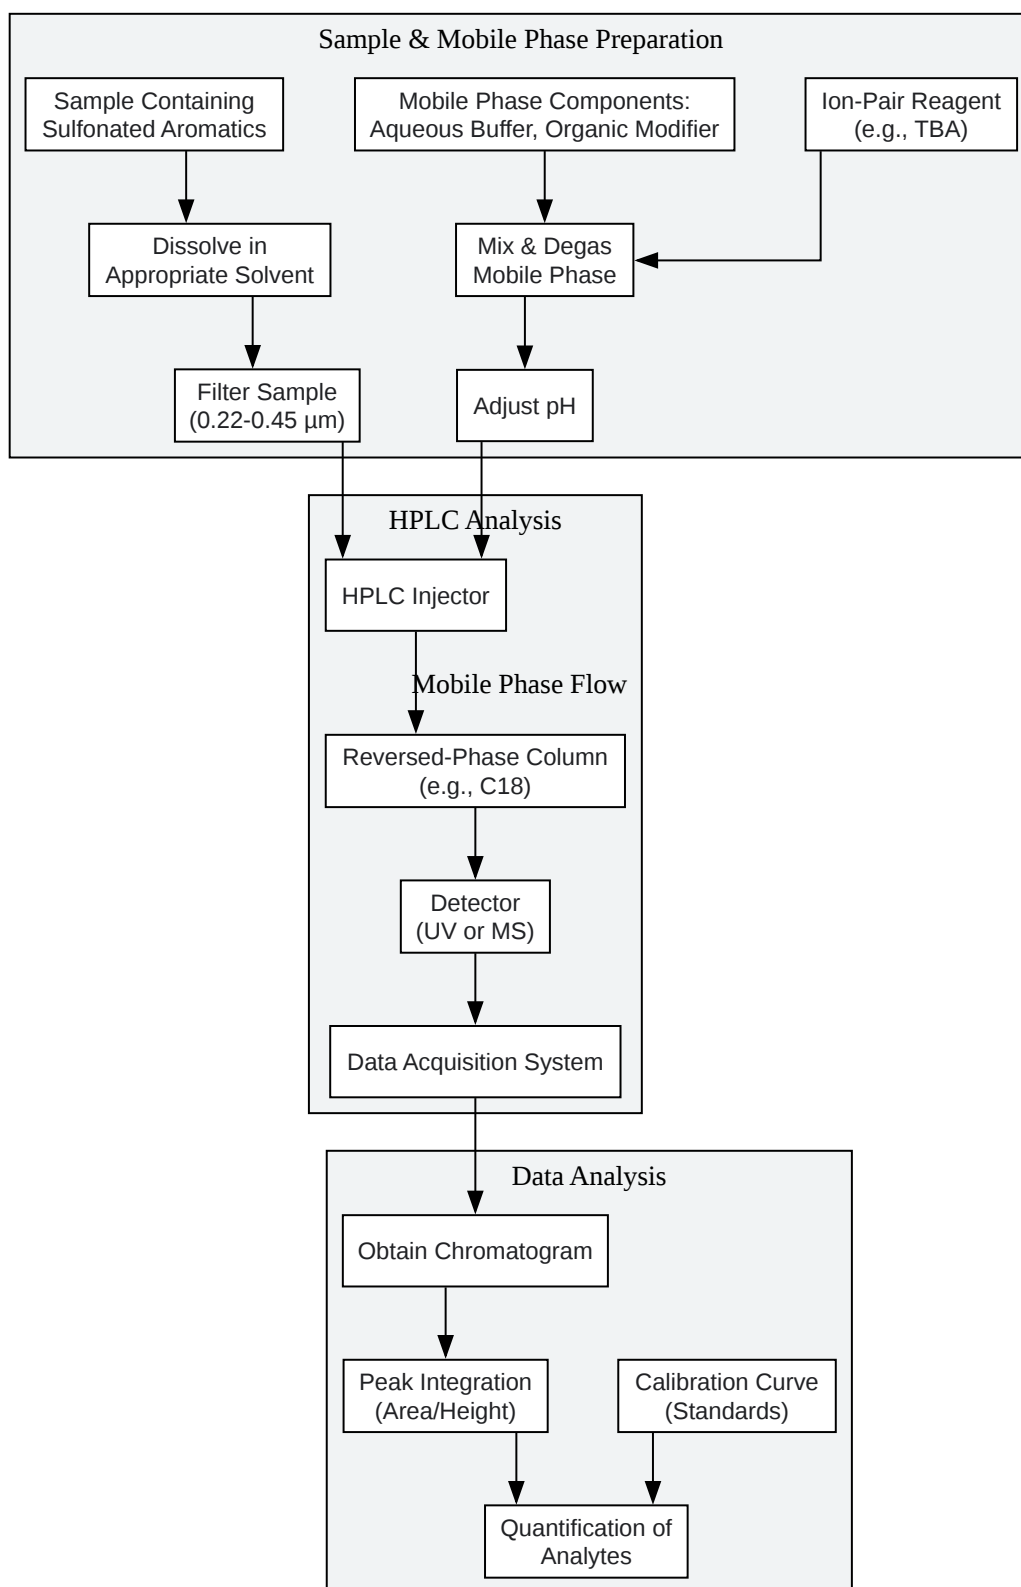 Sample & Mobile Phase Preparation
Sample Containing
Sulfonated Aromatics
Mobile Phase Components:
Aqueous Buffer, Organic Modifier
Ion-Pair Reagent
(e.g., TBA)
Dissolve in
Appropriate Solvent
Mix & Degas
Mobile Phase
Filter Sample
(0.22-0.45 µm)
Adjust pH
HPLC Analysis
HPLC Injector
Mobile Phase Flow
Reversed-Phase Column
(e.g., C18)
Detector
(UV or MS)
Data Acquisition System
Data Analysis
Obtain Chromatogram
Peak Integration
(Area/Height)
Calibration Curve
(Standards)
Quantification of
Analytes